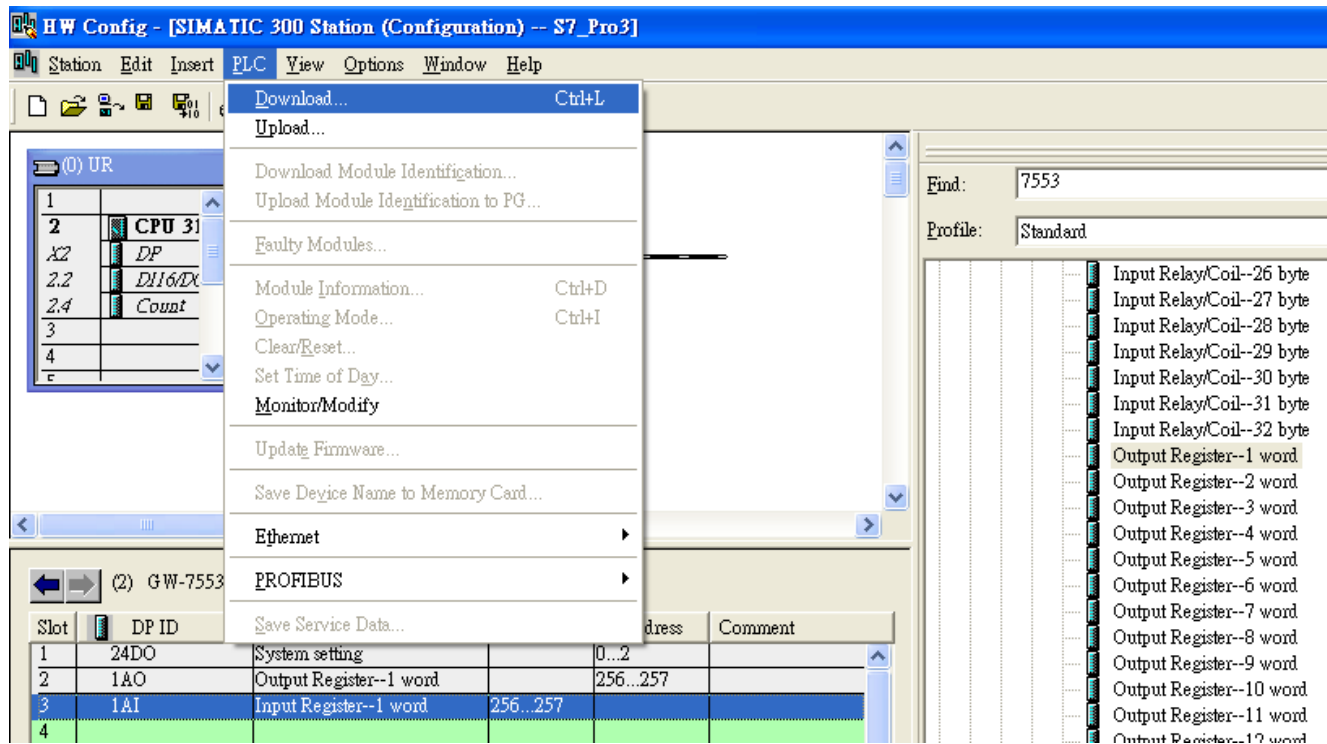 HW Config - [SIMATIC 300 Station (Configuration) -- S7_Pro3]
Station Edit Insert PLC View Options Window Help
Download... Ctrl+L
Upload...
Download Module Identification...
Upload Module Identification to PG...
Faulty Modules...
Module Information... Ctrl+D
Operating Mode... Ctrl+I
Clear/Reset...
Set Time of Day...
Monitor/Modify
Update Firmware...
Save Device Name to Memory Card...
Ethernet
PROFIBUS
Save Service Data...
(0) UR
1
2 CPU 31
X2 DP
2.2 DI16/DO
2.4 Count
3
4
5
Find: 7553
Profile: Standard
Input Relay/Coil--26 byte
Input Relay/Coil--27 byte
Input Relay/Coil--28 byte
Input Relay/Coil--29 byte
Input Relay/Coil--30 byte
Input Relay/Coil--31 byte
Input Relay/Coil--32 byte
Output Register--1 word
Output Register--2 word
Output Register--3 word
Output Register--4 word
Output Register--5 word
Output Register--6 word
Output Register--7 word
Output Register--8 word
Output Register--9 word
Output Register--10 word
Output Register--11 word
Output Register--12 word
(2) GW-7553
Slot DP ID dress Comment
1 24DO System setting 0...2
2 1AO Output Register--1 word 256...257
3 1AI Input Register--1 word 256...257
4